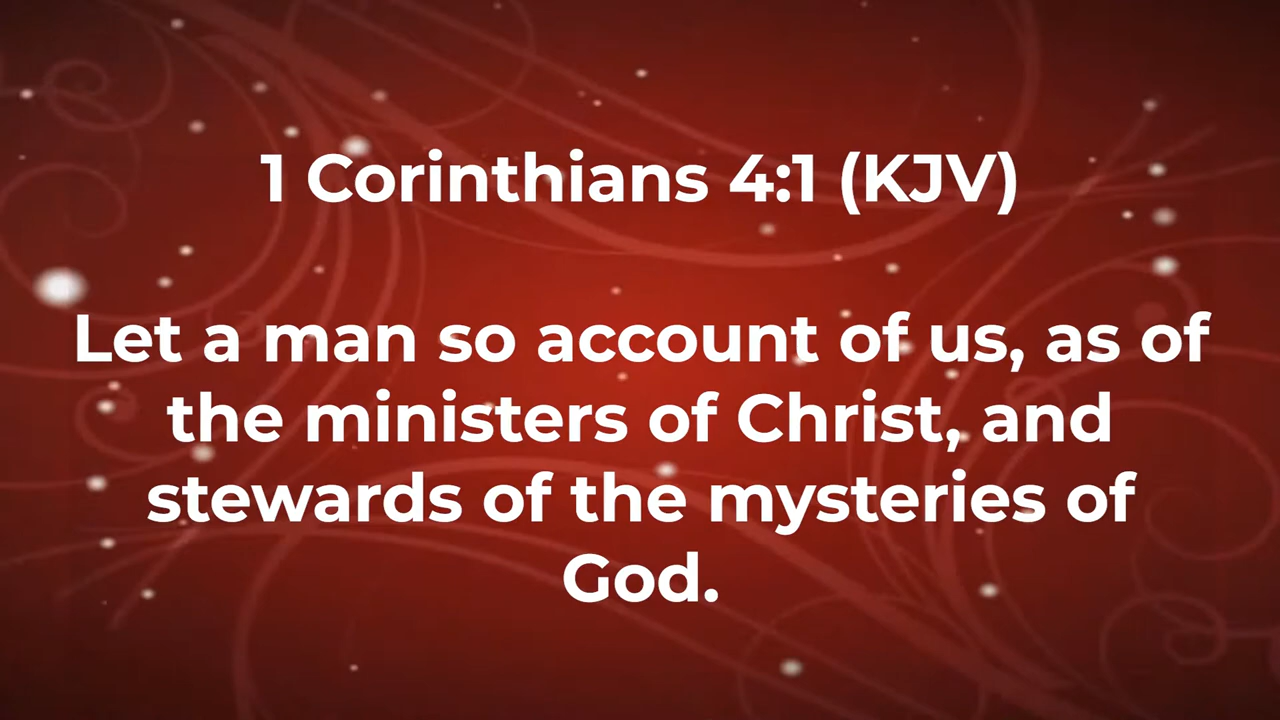 1 Corinthians 4:1 (KJV)
Let a man so account of us, as of
the ministers of Christ, and
stewards of the mysteries of
God.